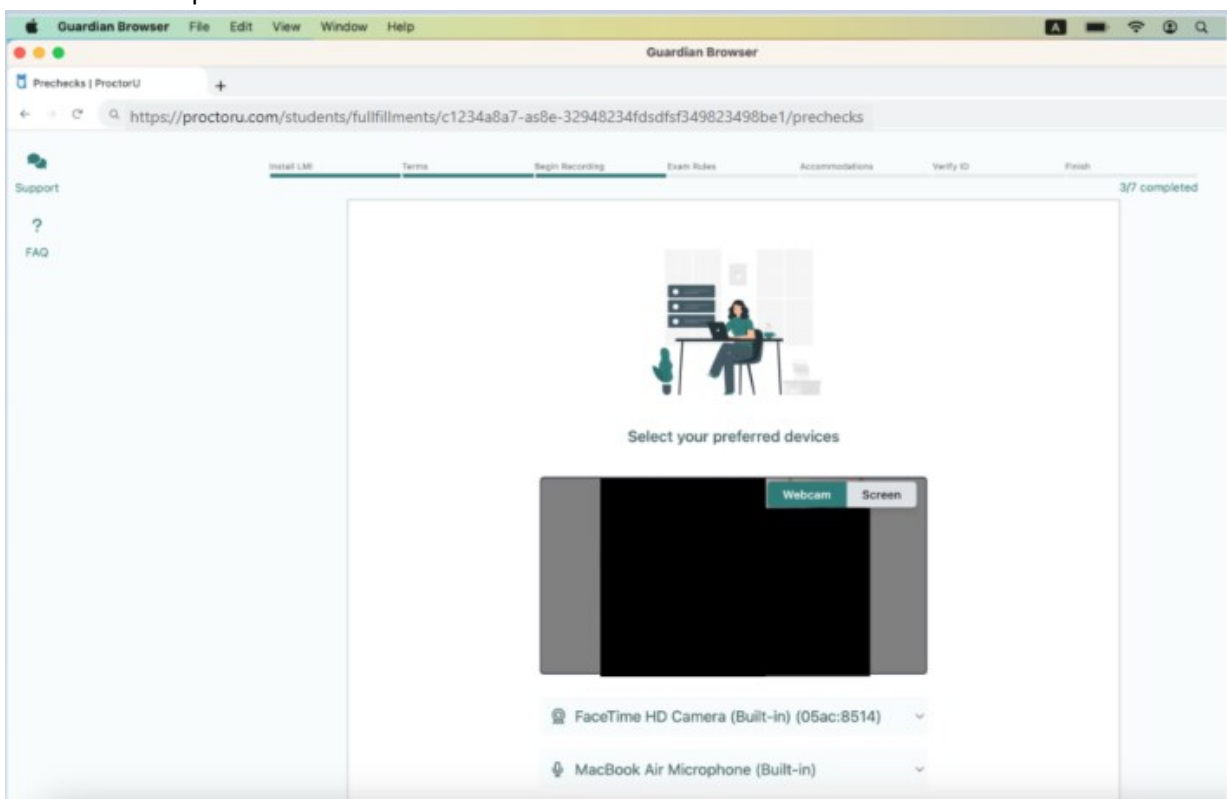 Guardian Browser File Edit View Window Help A
Guardian Browser
Prechecks | ProctorU +
https://proctoru.com/students/fullfillments/c1234a8a7-as8e-32948234fdsdfsf349823498be1/prechecks
Install LMI Terms Begin Recording Exam Rules Accommodations Verify ID Finish
Support
3/7 completed
?
FAQ
Select your preferred devices
Webcam Screen
FaceTime HD Camera (Built-in) (05ac:8514)
MacBook Air Microphone (Built-in)